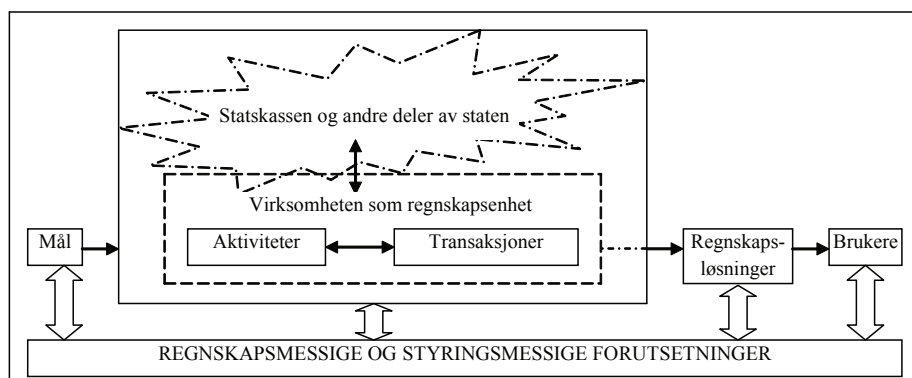 Statskassen og andre deler av staten
Virksomheten som regnskapsenhet
Mål
Aktiviteter
Transaksjoner
Regnskaps-
løsninger
Brukere
REGNSKAPSMESSIGE OG STYRINGSMESSIGE FORUTSETNINGER